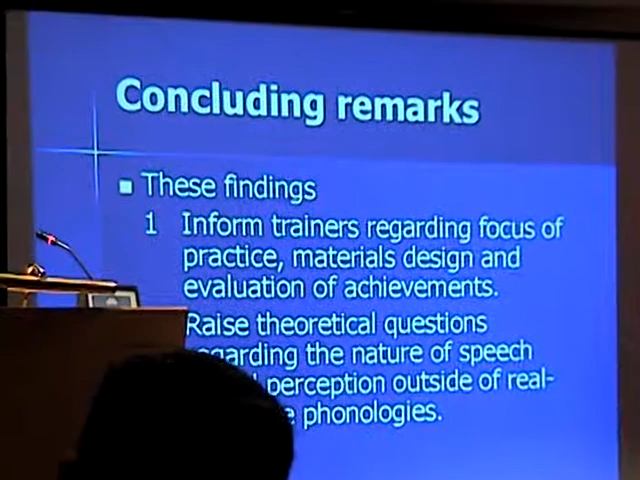 Concluding remarks
These findings
1 Inform trainers regarding focus of
practice, materials design and
evaluation of achievements.
Raise theoretical questions
regarding the nature of speech
perception outside of real-
phonologies.